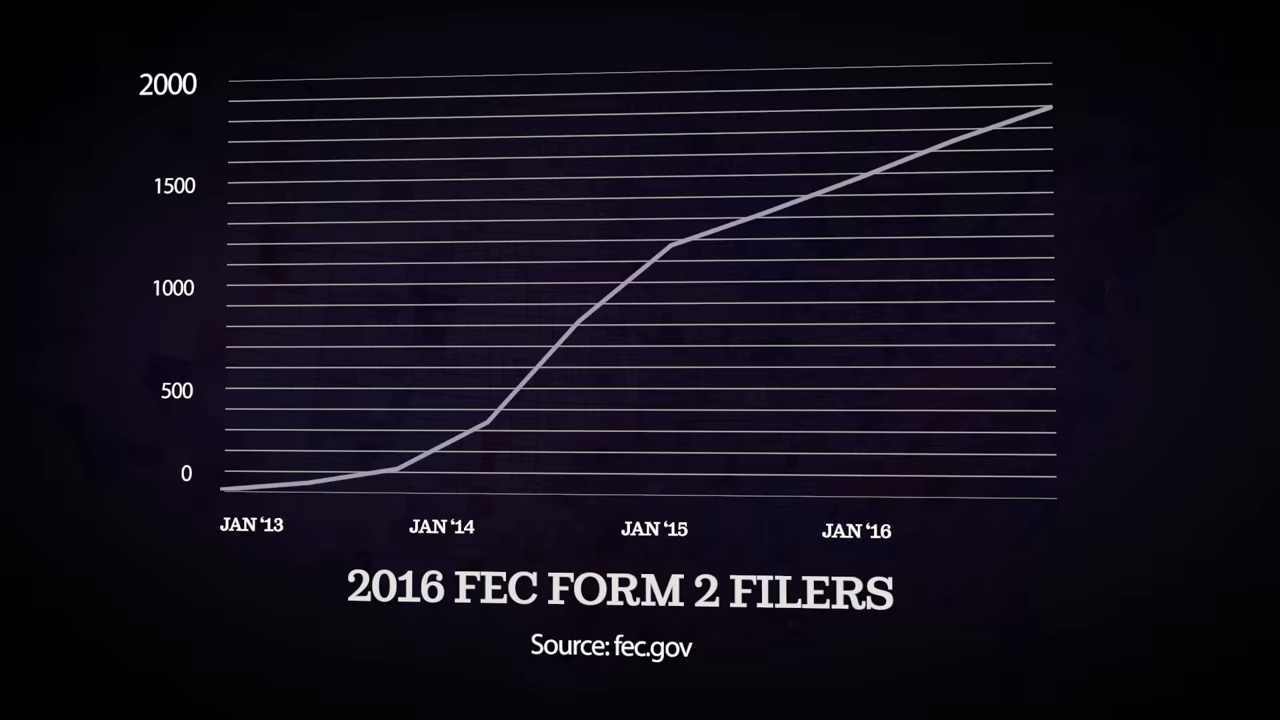 2000
1500
1000
500
0
JAN ‘13 JAN ‘14 JAN ‘15 JAN ‘16
2016 FEC FORM 2 FILERS
Source: fec.gov